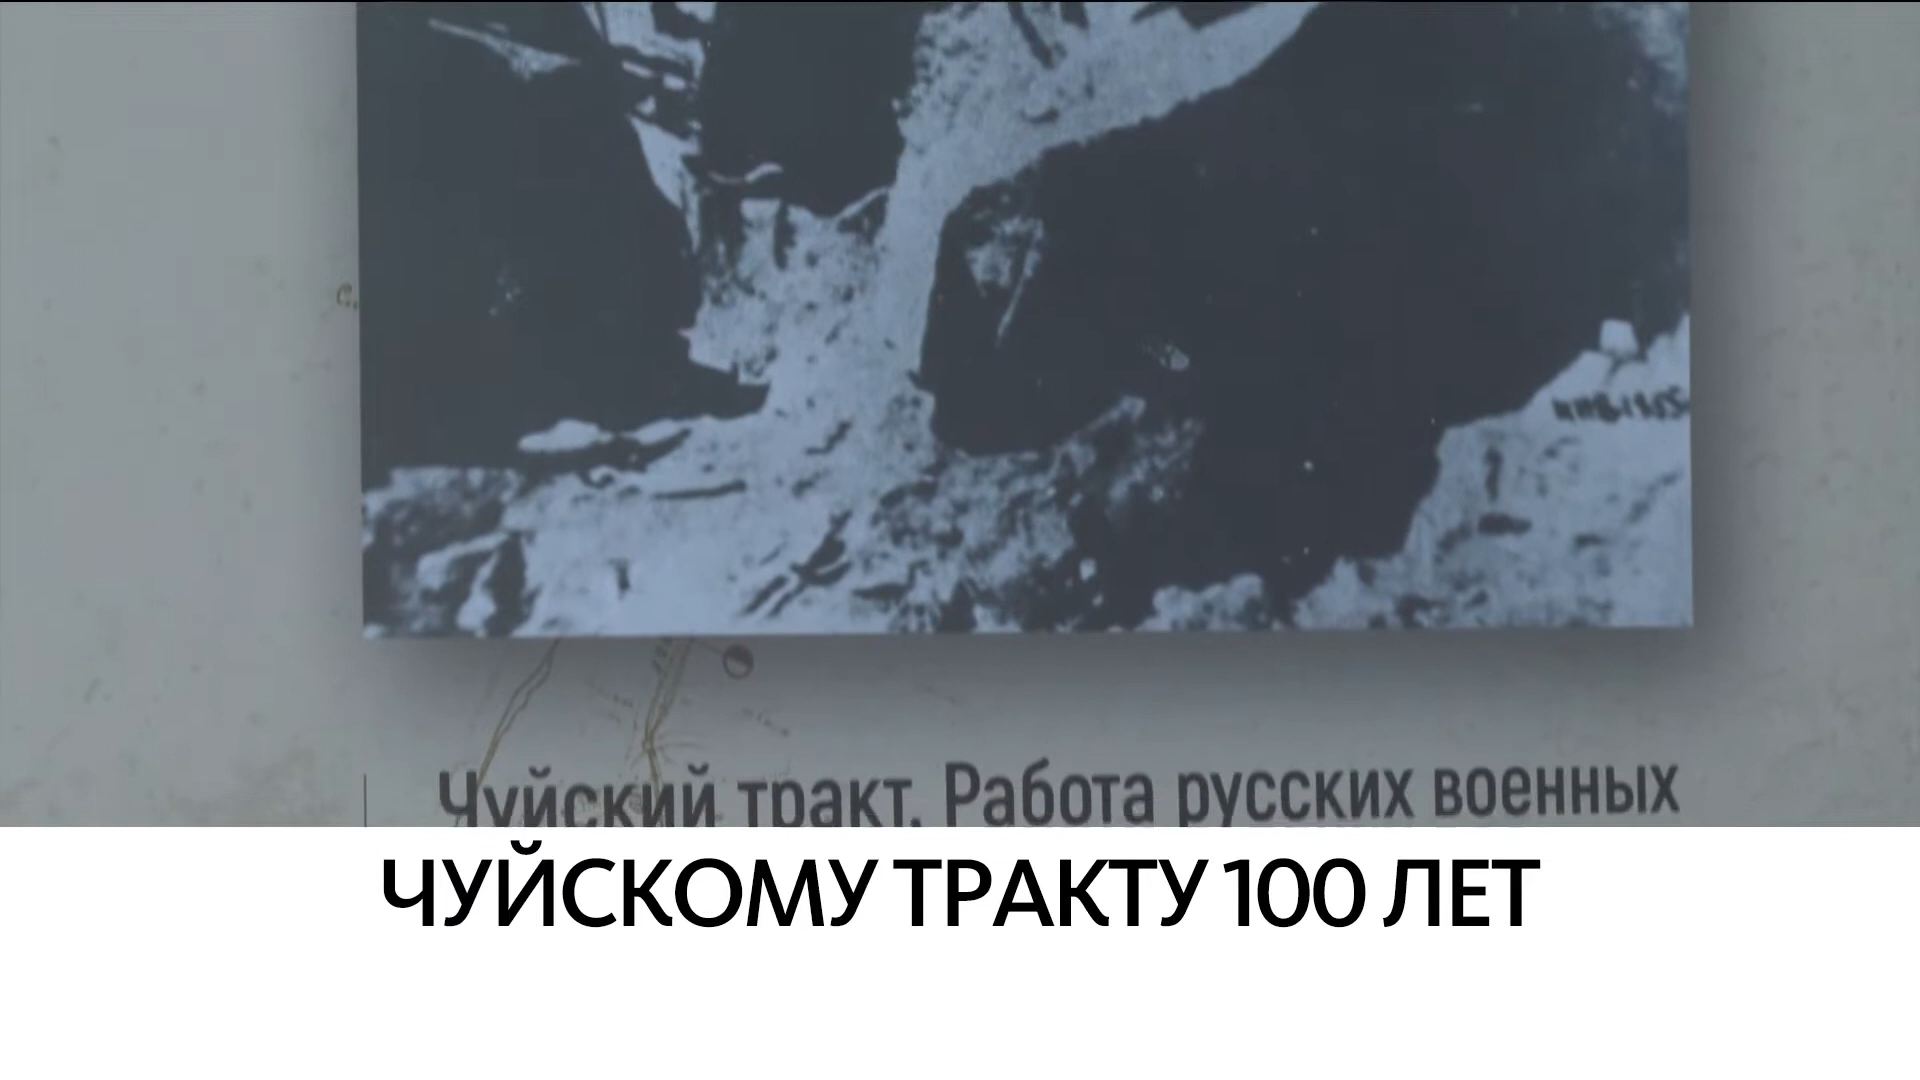 Чуйский тракт. Работа русских военных
ЧУЙСКОМУ ТРАКТУ 100 ЛЕТ